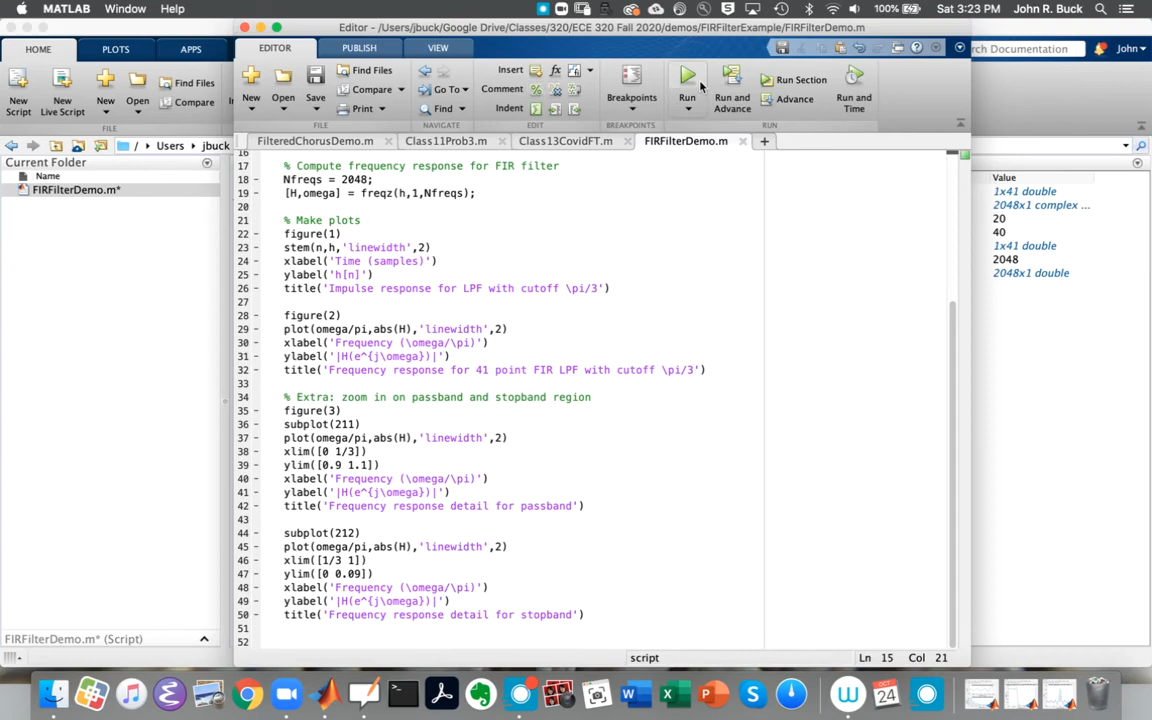 MATLAB Window Help 100% Sat 3:23 PM John R. Buck
Editor - /Users/jbuck/Google Drive/Classes/320/ECE 320 Fall 2020/demos/FIRFilterExample/FIRFilterDemo.m
HOME PLOTS APPS EDITOR PUBLISH VIEW
rch Documentation John
New Script New Live Script New Open Find Files Compare
FILE
New Open Save Find Files Compare Print
FILE
Go To Find
NAVIGATE
Insert fx
Comment %
Indent
EDIT
Breakpoints
BREAKPOINTS
Run Run and Advance Run Section Advance Run and Time
RUN
/ Users jbuck
FilteredChorusDemo.m Class11Prob3.m Class13CovidFT.m FIRFilterDemo.m
Current Folder
Name
FIRFilterDemo.m*
16
17 % Compute frequency response for FIR filter
18 - Nfreqs = 2048;
19 - [H,omega] = freqz(h,1,Nfreqs);
20
21 % Make plots
22 - figure(1)
23 - stem(n,h,'linewidth',2)
24 - xlabel('Time (samples)')
25 - ylabel('h[n]')
26 - title('Impulse response for LPF with cutoff \pi/3')
27
28 - figure(2)
29 - plot(omega/pi,abs(H),'linewidth',2)
30 - xlabel('Frequency (\omega/\pi)')
31 - ylabel('|H(e^{j\omega})|')
32 - title('Frequency response for 41 point FIR LPF with cutoff \pi/3')
33
34 % Extra: zoom in on passband and stopband region
35 - figure(3)
36 - subplot(211)
37 - plot(omega/pi,abs(H),'linewidth',2)
38 - xlim([0 1/3])
39 - ylim([0.9 1.1])
40 - xlabel('Frequency (\omega/\pi)')
41 - ylabel('|H(e^{j\omega})|')
42 - title('Frequency response detail for passband')
43
44 - subplot(212)
45 - plot(omega/pi,abs(H),'linewidth',2)
46 - xlim([1/3 1])
47 - ylim([0 0.09])
48 - xlabel('Frequency (\omega/\pi)')
49 - ylabel('|H(e^{j\omega})|')
50 - title('Frequency response detail for stopband')
51
52
Value
1x41 double
2048x1 complex ...
20
40
1x41 double
2048
2048x1 double
FIRFilterDemo.m* (Script)
script Ln 15 Col 21
OCT
24